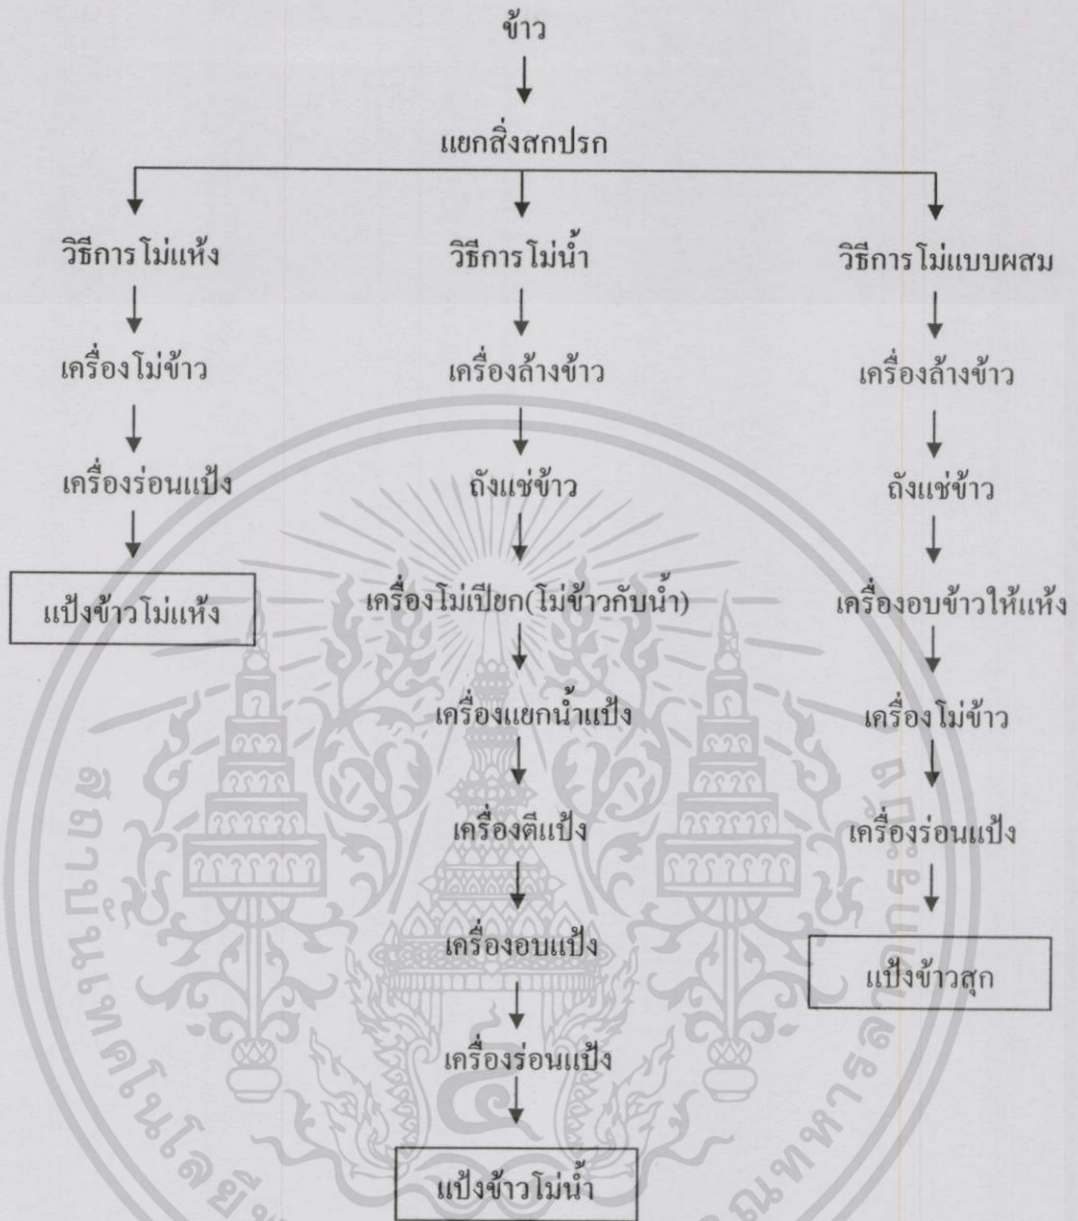 ข้าว
แยกสิ่งสกปรก
วิธีการโม่แห้ง
เครื่องโม่ข้าว
เครื่องร่อนแป้ง
แป้งข้าวโม่แห้ง
วิธีการโม่น้ำ
เครื่องล้างข้าว
ถังแช่ข้าว
เครื่องโม่เปียก(โม่ข้าวกับน้ำ)
เครื่องแยกน้ำแป้ง
เครื่องตีแป้ง
เครื่องอบแป้ง
เครื่องร่อนแป้ง
แป้งข้าวโม่น้ำ
วิธีการโม่แบบผสม
เครื่องล้างข้าว
ถังแช่ข้าว
เครื่องอบข้าวให้แห้ง
เครื่องโม่ข้าว
เครื่องร่อนแป้ง
แป้งข้าวสุก